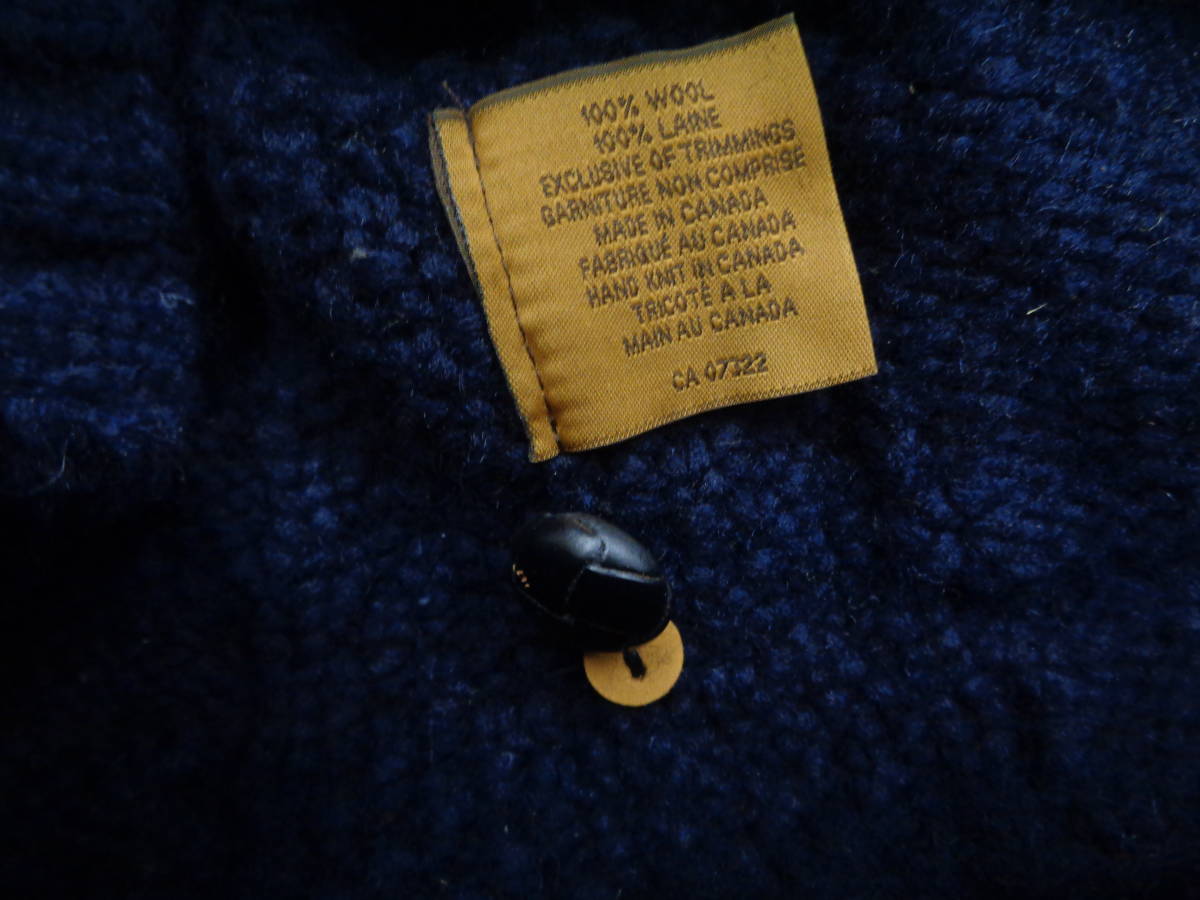 100% WOOL
100% LAINE
EXCLUSIVE OF TRIMMINGS
GARNITURE NON COMPRISE
MADE IN CANADA
FABRIQUÉ AU CANADA
HAND KNIT IN CANADA
TRICOTÉ A LA
MAIN AU CANADA
CA 07322